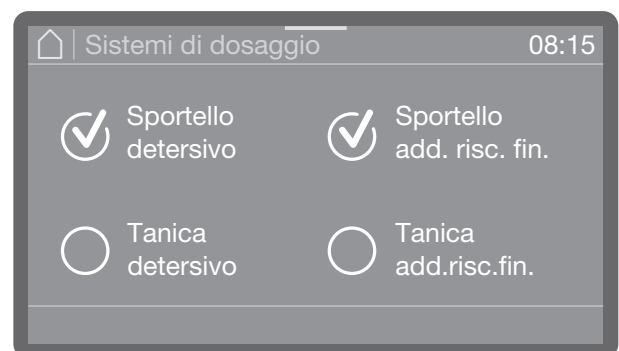 Sistemi di dosaggio 08:15
Sportello
detersivo
Sportello
add. risc. fin.
Tanica
detersivo
Tanica
add.risc.fin.